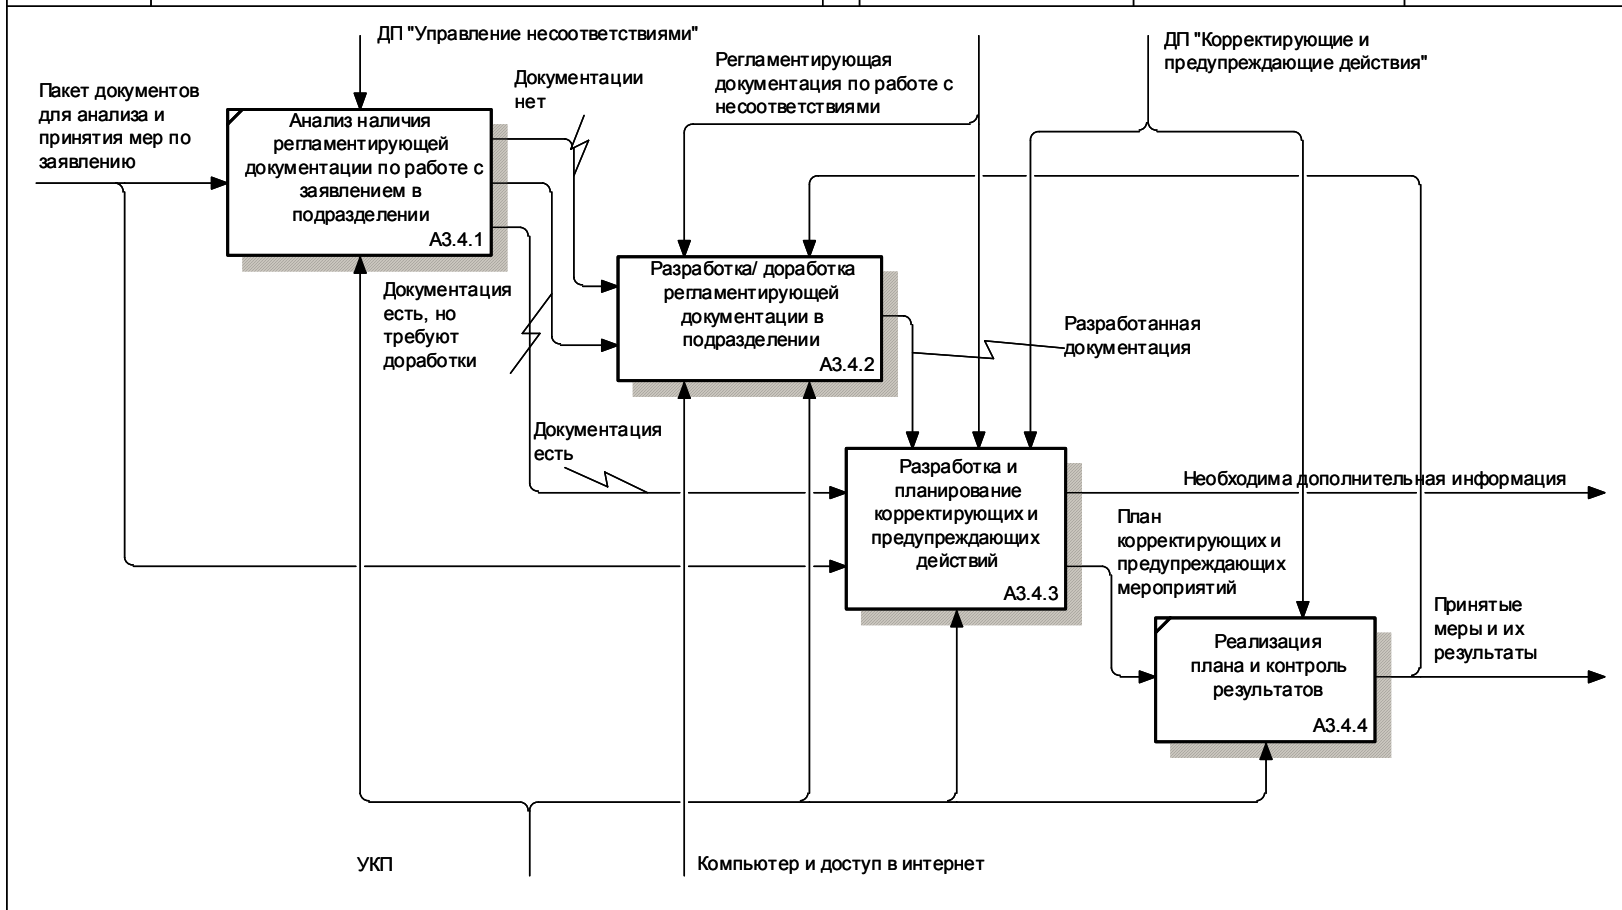 ДП "Управление несоответствиями"
ДП "Корректирующие и
предупреждающие действия"
Регламентирующая
документация по работе с
несоответствиями
Документации
нет
Пакет документов
для анализа и
принятия мер по
заявлению
Анализ наличия
регламентирующей
документации по работе с
заявлением в
подразделении
А3.4.1
Разработка/ доработка
регламентирующей
документации в
подразделении
А3.4.2
Документация
есть, но
требуют
доработки
Разработанная
документация
Документация
есть
Разработка и
планирование
корректирующих и
предупреждающих
действий
А3.4.3
Необходима дополнительная информация
План
корректирующих и
предупреждающих
мероприятий
Принятые
меры и их
результаты
Реализация
плана и контроль
результатов
А3.4.4
УКП
Компьютер и доступ в интернет